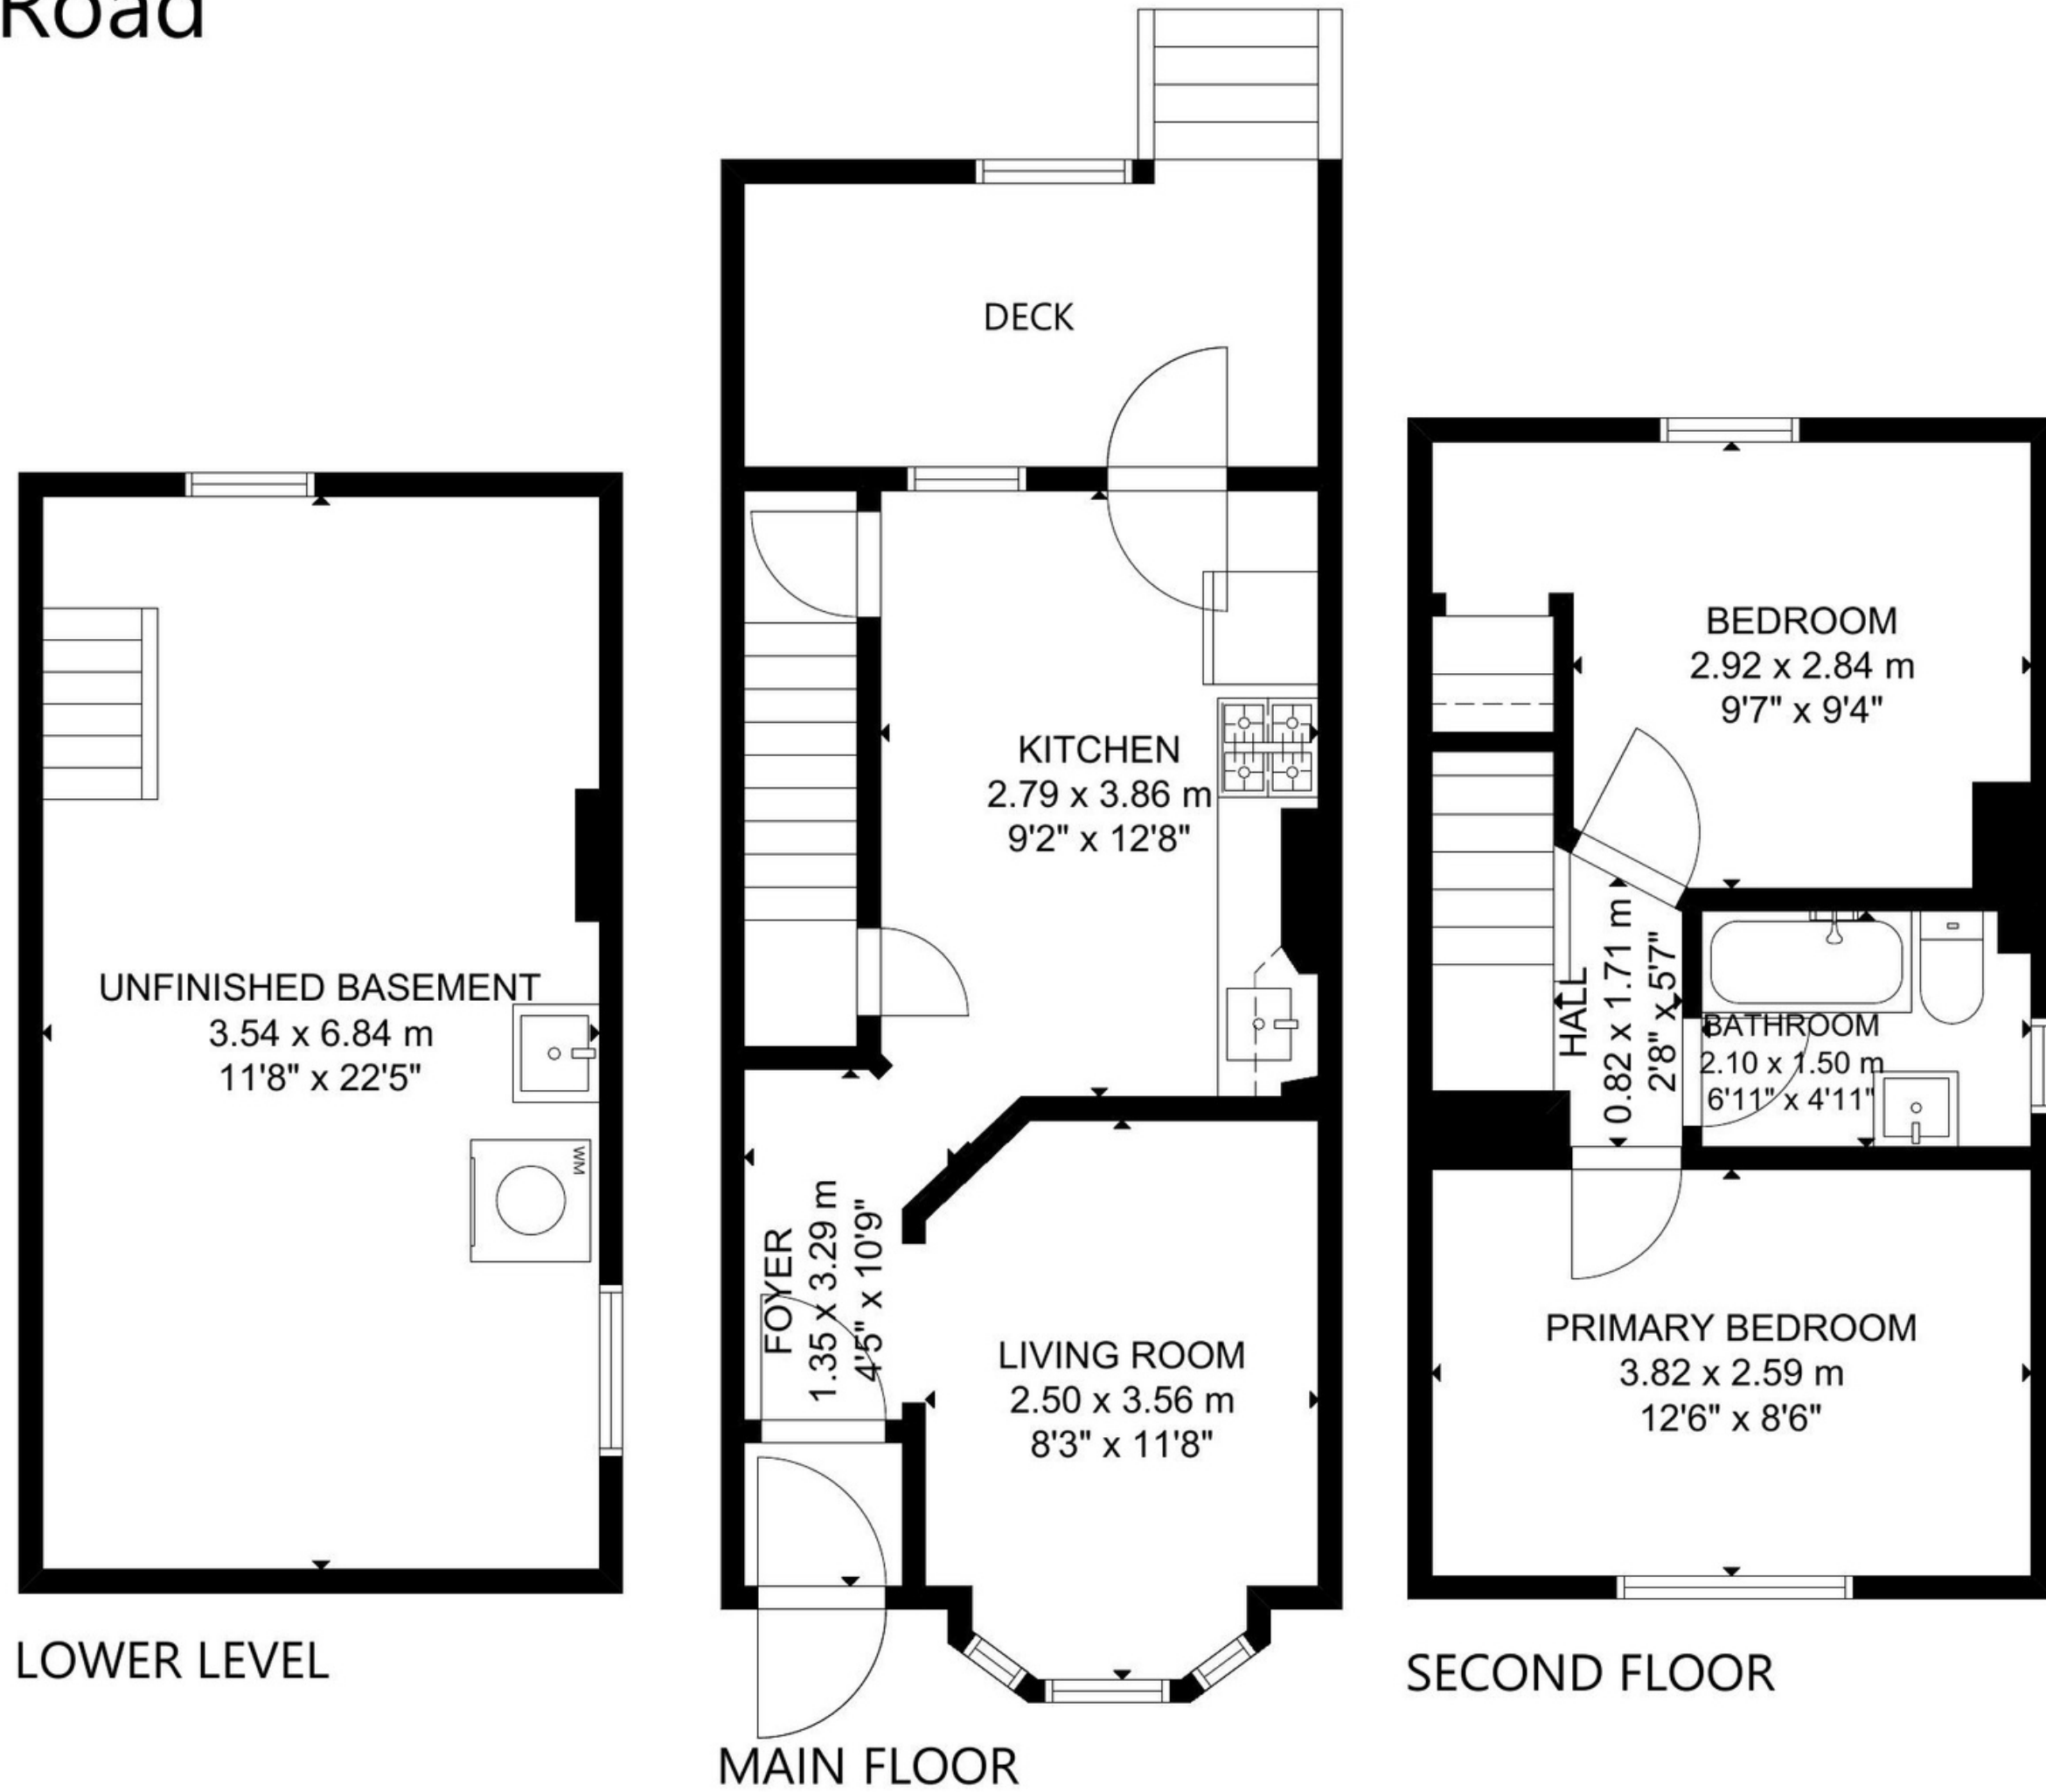 Road
DECK
KITCHEN
2.79 x 3.86 m
9'2" x 12'8"
FOYER
1.35 x 3.29 m
4'5" x 10'9"
LIVING ROOM
2.50 x 3.56 m
8'3" x 11'8"
MAIN FLOOR
UNFINISHED BASEMENT
3.54 x 6.84 m
11'8" x 22'5"
WM
LOWER LEVEL
BEDROOM
2.92 x 2.84 m
9'7" x 9'4"
HALL
0.82 x 1.71 m
2'8" x 5'7"
BATHROOM
2.10 x 1.50 m
6'11" x 4'11"
PRIMARY BEDROOM
3.82 x 2.59 m
12'6" x 8'6"
SECOND FLOOR